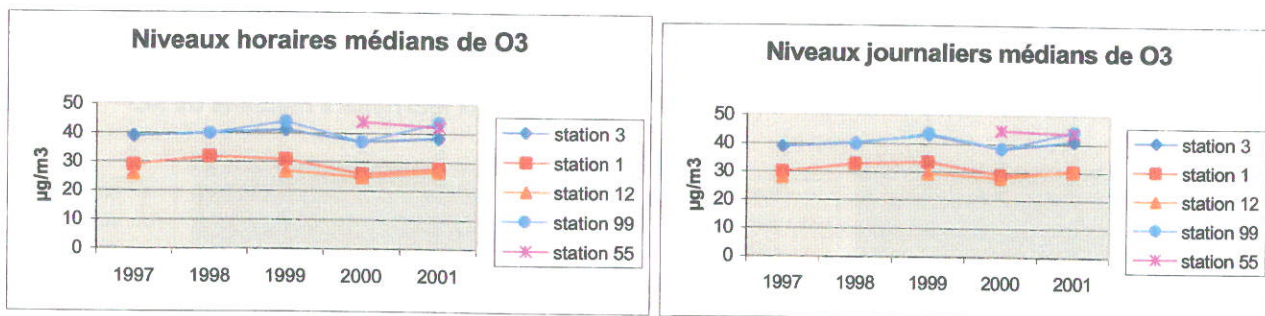 Niveaux horaires médians de O3
µg/m3
50
40
30
20
10
0
1997 1998 1999 2000 2001
station 3
station 1
station 12
station 99
station 55
Niveaux journaliers médians de O3
µg/m3
50
40
30
20
10
0
1997 1998 1999 2000 2001
station 3
station 1
station 12
station 99
station 55